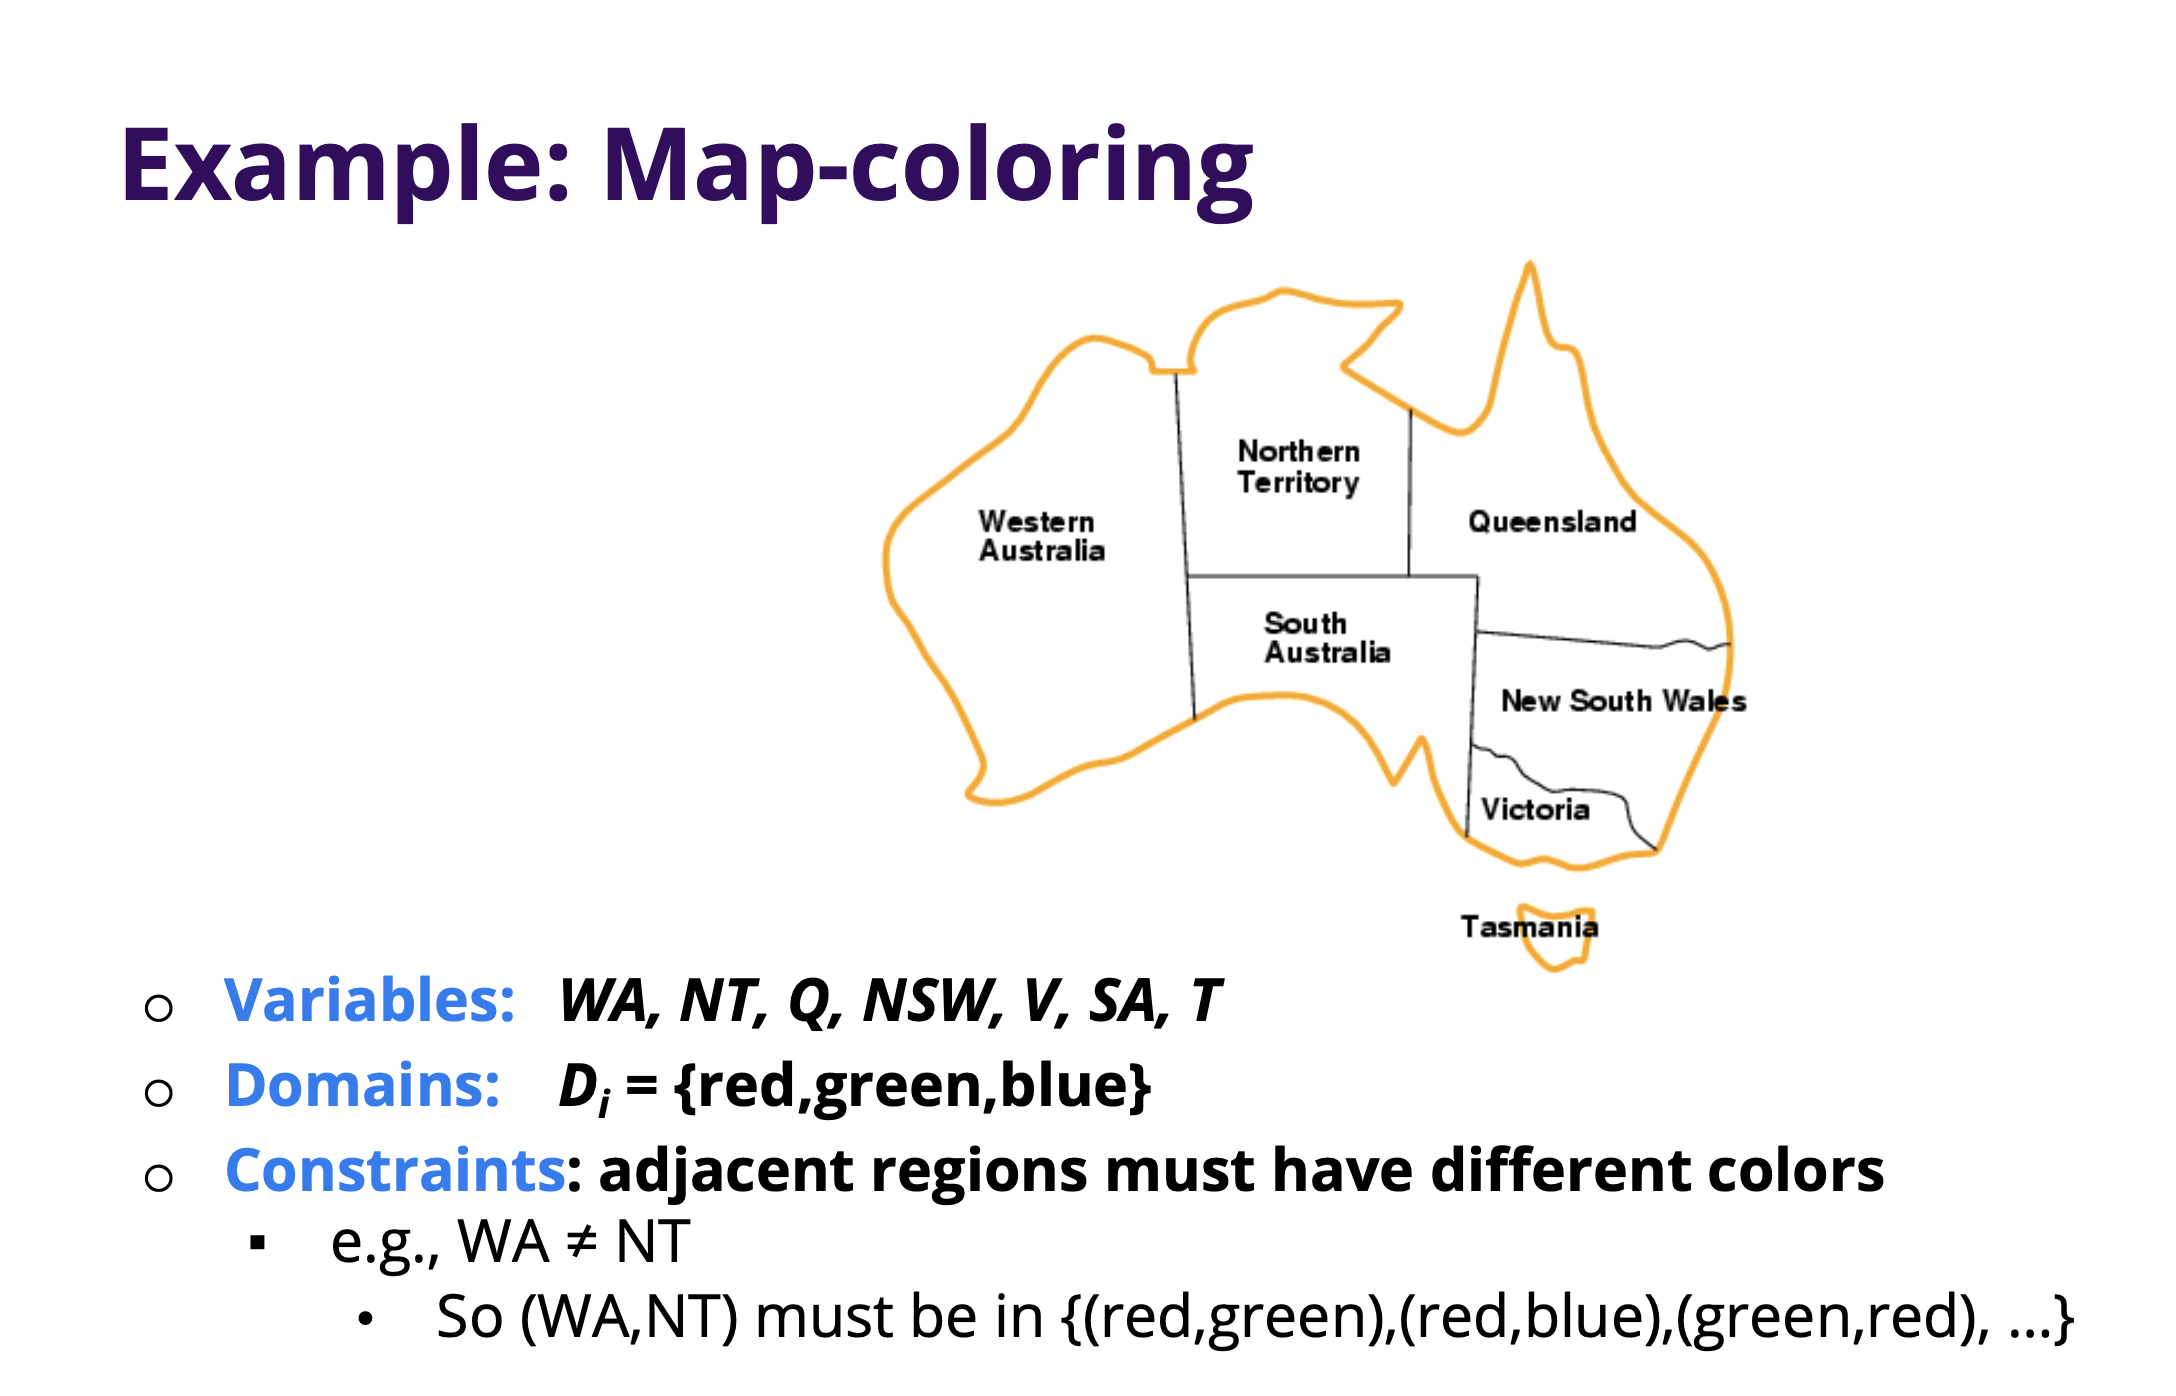 Example: Map-coloring
Northern
Territory
Western
Australia
Queensland
South
Australia
New South Wales
Victoria
Tasmania
○ Variables: WA, NT, Q, NSW, V, SA, T
○ Domains: Di = {red,green,blue}
○ Constraints: adjacent regions must have different colors
▪ e.g., WA ≠ NT
• So (WA,NT) must be in {(red,green),(red,blue),(green,red), ...}